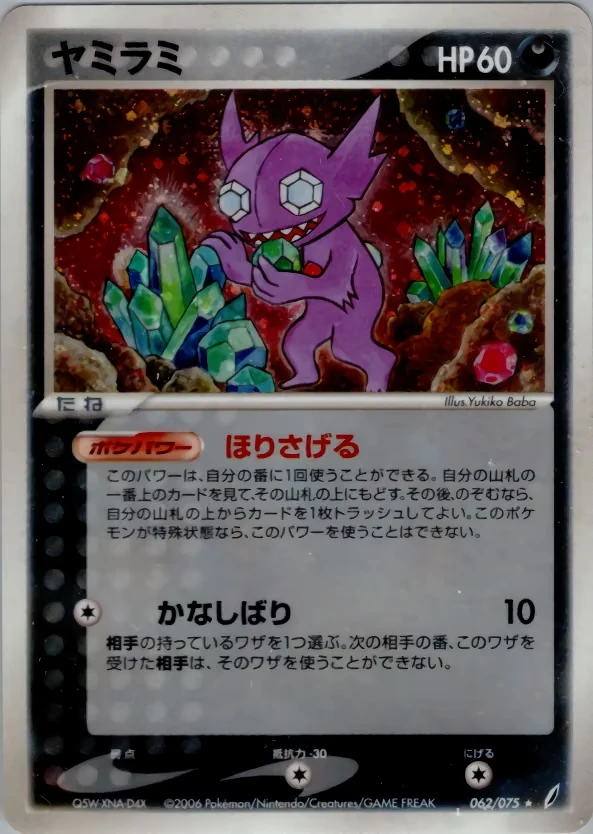 ヤミラミ HP60
たね Illus. Yukiko Baba
ポケパワー ほりさげる
このパワーは、自分の番に1回使うことができる。自分の山札の
一番上のカードを見て、その山札の上にもどす。その後、のぞむなら、
自分の山札の上からカードを1枚トラッシュしてよい。このポケ
モンが特殊状態なら、このパワーを使うことはできない。
かなしばり 10
相手の持っているワザを1つ選ぶ。次の相手の番、このワザを
受けた相手は、そのワザを使うことができない。
弱点 抵抗力 -30 にげる
Q5W-XNA-D4X ©2006 Pokémon/Nintendo/Creatures/GAME FREAK 062/075 ★